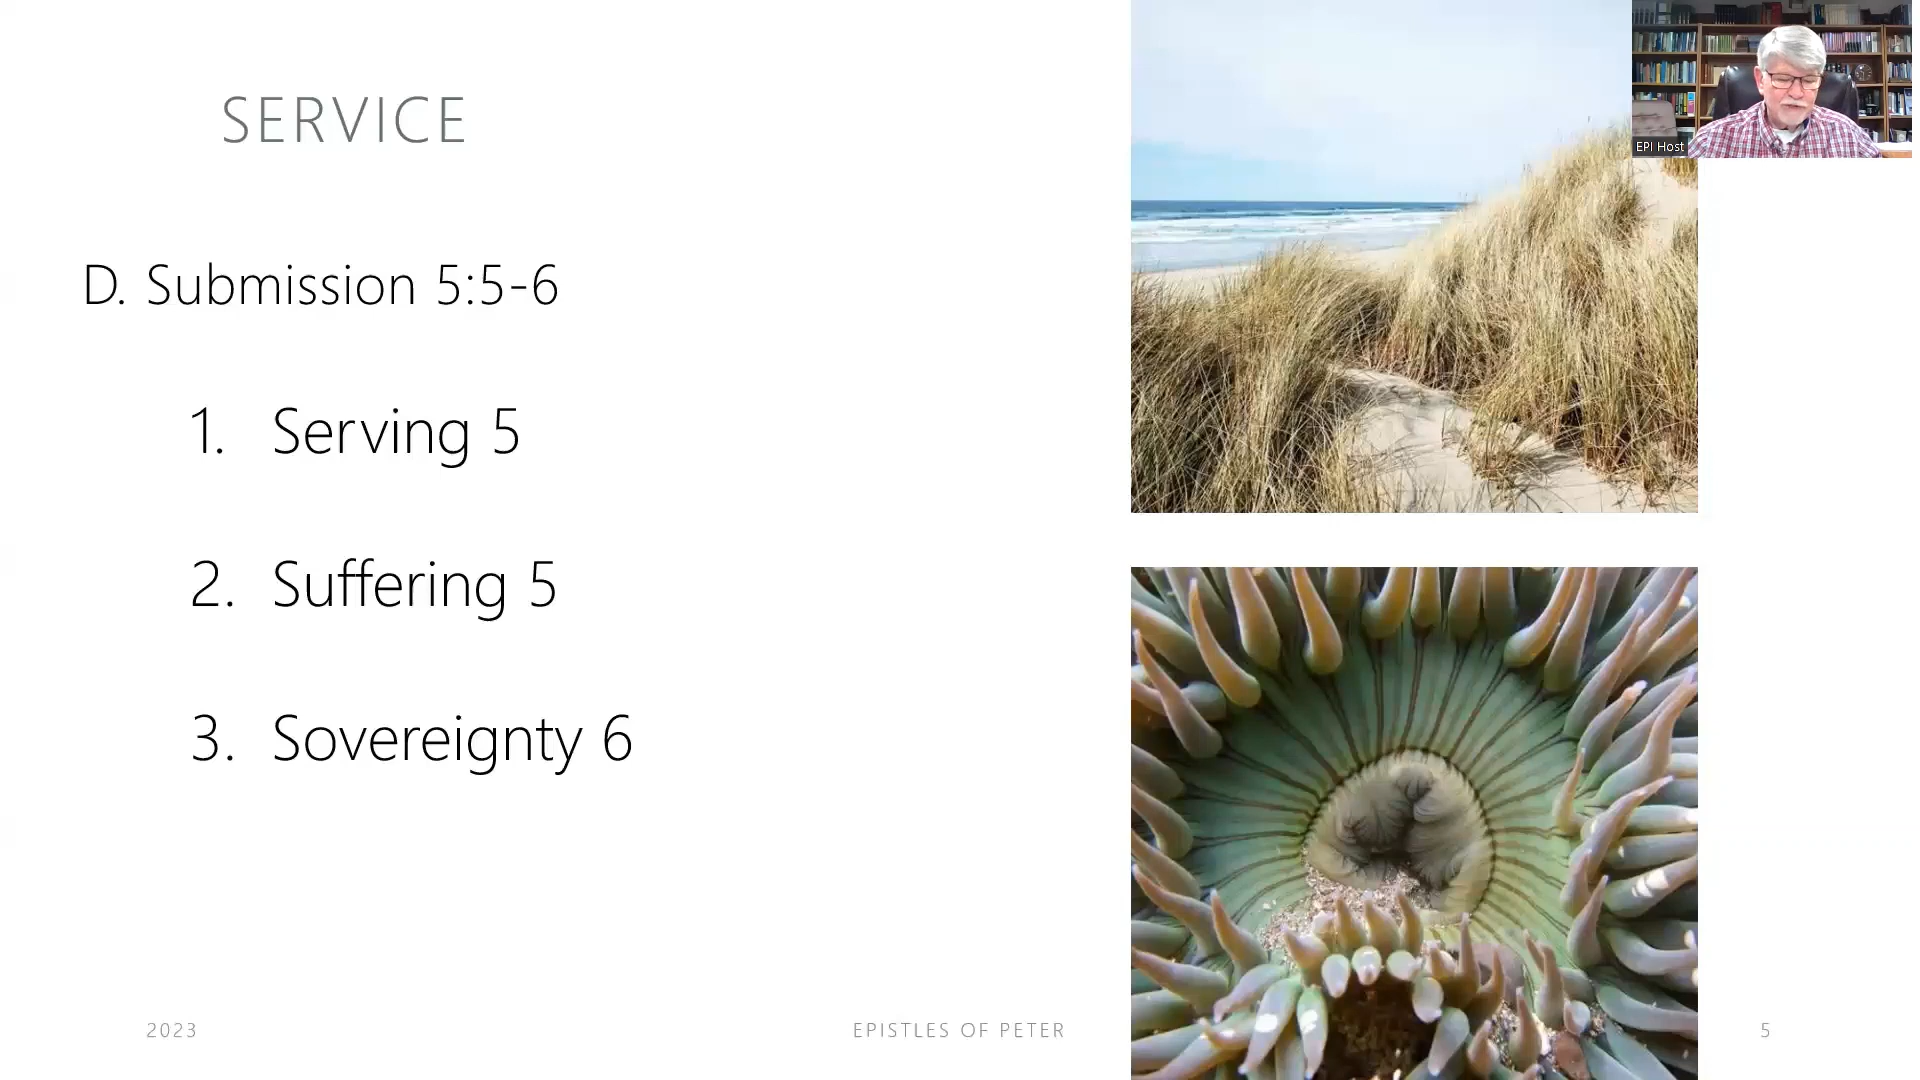 SERVICE
EPI Host
D. Submission 5:5-6
1. Serving 5
2. Suffering 5
3. Sovereignty 6
2023
EPISTLES OF PETER
5